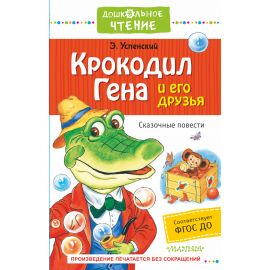 ДОШКОЛЬНОЕ
ЧТЕНИЕ
Э. Успенский
Крокодил
Гена
и его
друзья
Сказочные повести
Соответствует
ФГОС ДО
МАЛЫШ
ПРОИЗВЕДЕНИЕ ПЕЧАТАЕТСЯ БЕЗ СОКРАЩЕНИЙ